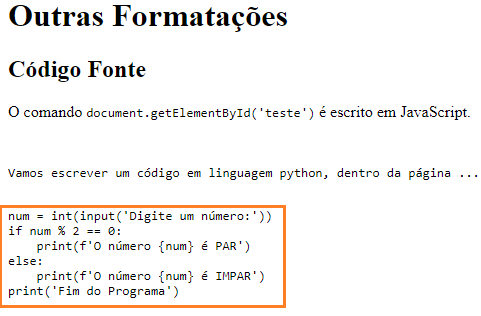 Outras Formatações
Código Fonte
O comando document.getElementById('teste') é escrito em JavaScript.
Vamos escrever um código em linguagem python, dentro da página ...
num = int(input('Digite um número:'))
if num % 2 == 0:
    print(f'O número {num} é PAR')
else:
    print(f'O número {num} é IMPAR')
print('Fim do Programa')